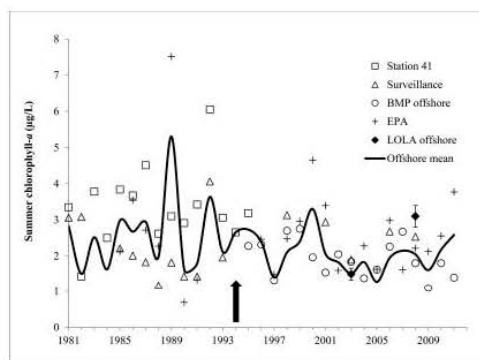 8
7
6
5
4
3
2
1
0
Summer chlorophyll-a (µg/L)
Station 41
Surveillance
BMP offshore
EPA
LOLA offshore
Offshore mean
1981 1985 1989 1993 1997 2001 2005 2009